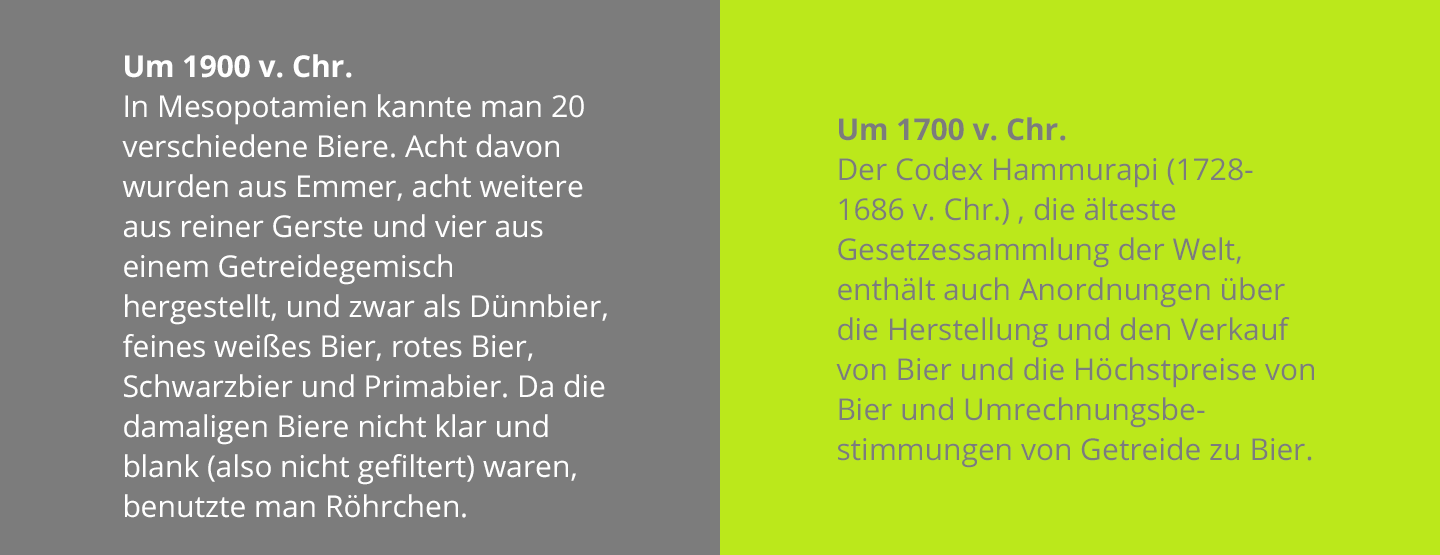 Um 1900 v. Chr.
In Mesopotamien kannte man 20
verschiedene Biere. Acht davon
wurden aus Emmer, acht weitere
aus reiner Gerste und vier aus
einem Getreidegemisch
hergestellt, und zwar als Dünnbier,
feines weißes Bier, rotes Bier,
Schwarzbier und Primabier. Da die
damaligen Biere nicht klar und
blank (also nicht gefiltert) waren,
benutzte man Röhrchen.
Um 1700 v. Chr.
Der Codex Hammurapi (1728-
1686 v. Chr.) , die älteste
Gesetzessammlung der Welt,
enthält auch Anordnungen über
die Herstellung und den Verkauf
von Bier und die Höchstpreise von
Bier und Umrechnungsbe-
stimmungen von Getreide zu Bier.